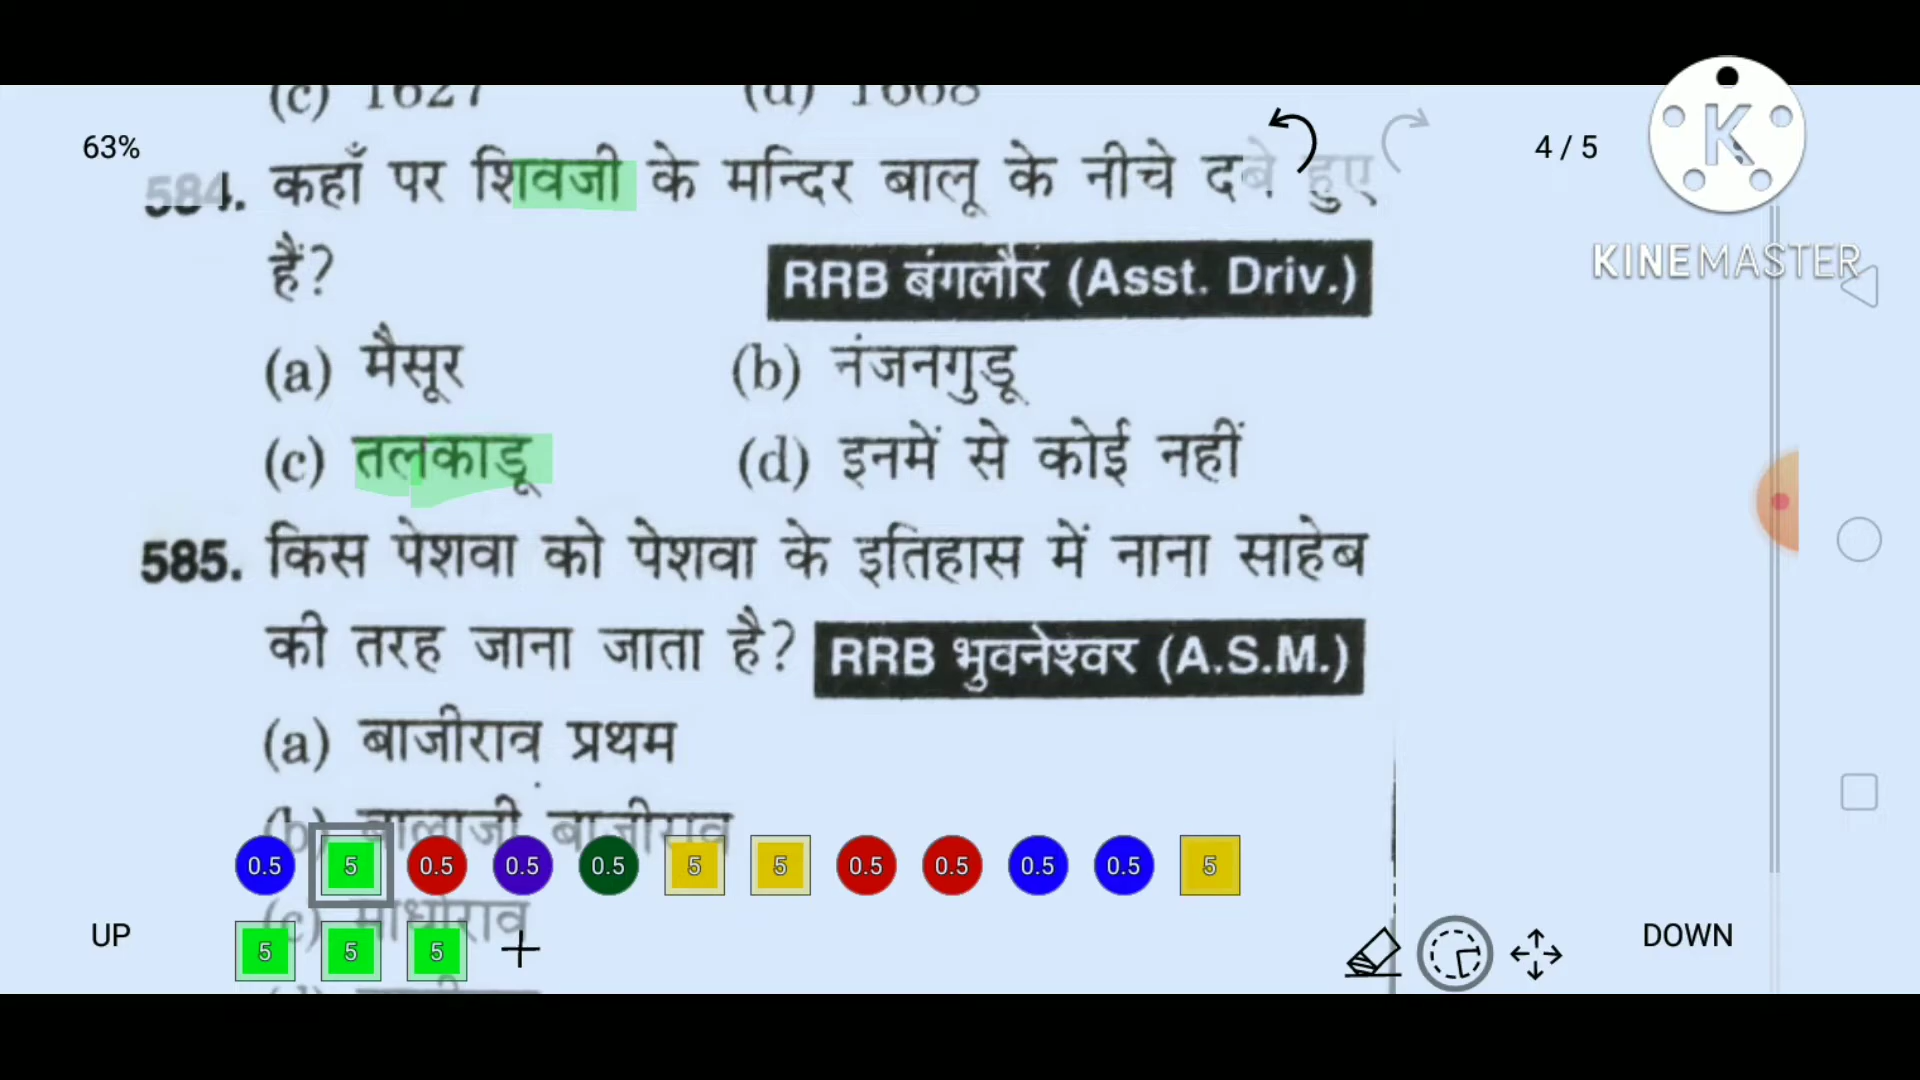 (c) 1627 (d) 1668
63%
4 / 5
K
584. कहाँ पर शिवजी के मन्दिर बालू के नीचे दबे हुए
KINEMASTER
हैं? RRB बंगलौर (Asst. Driv.)
(a) मैसूर (b) नंजनगुडू
(c) तलकाडू (d) इनमें से कोई नहीं
585. किस पेशवा को पेशवा के इतिहास में नाना साहेब
की तरह जाना जाता है? RRB भुवनेश्वर (A.S.M.)
(a) बाजीराव प्रथम
(b) बालाजी बाजीराव
0.5 5 0.5 0.5 0.5 5 5 0.5 0.5 0.5 0.5 5
(c) माधोराव
UP
5 5 5
DOWN